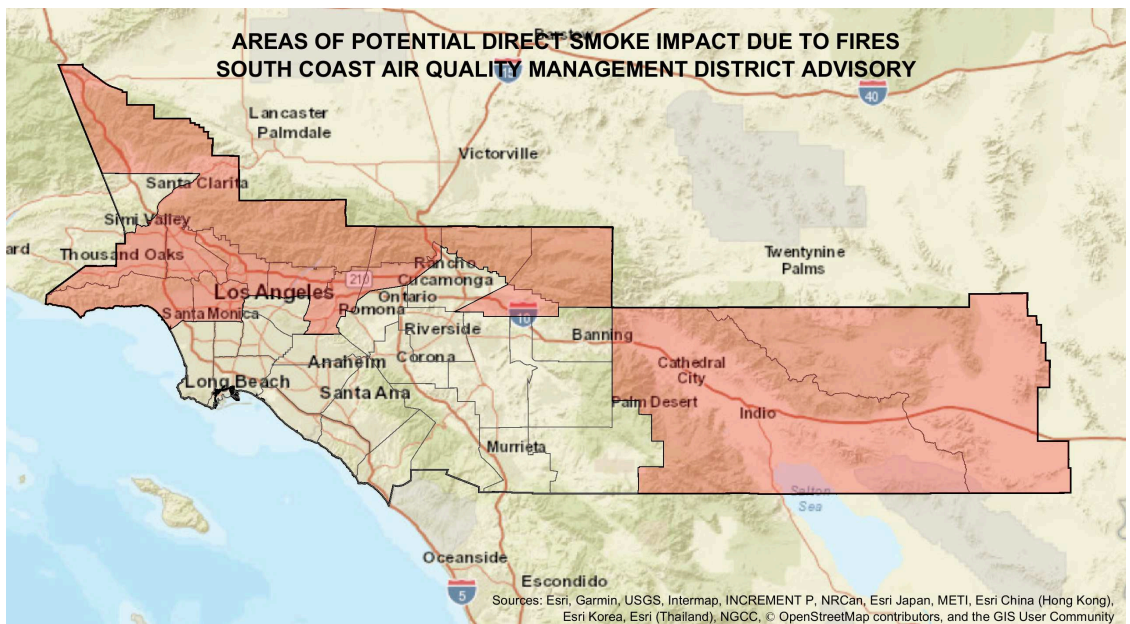 AREAS OF POTENTIAL DIRECT SMOKE IMPACT DUE TO FIRES
SOUTH COAST AIR QUALITY MANAGEMENT DISTRICT ADVISORY
Barstow
15
40
Lancaster
Palmdale
Victorville
Santa Clarita
Simi Valley
ard
Thousand Oaks
Twentynine
Palms
Rancho
Cucamonga
210
Los Angeles
Ontario
Santa Monica
Pomona
10
Riverside
Banning
Anaheim
Corona
Cathedral
City
Long Beach
Santa Ana
Palm Desert
Indio
Murrieta
Salton
Sea
Oceanside
Escondido
5
Sources: Esri, Garmin, USGS, Intermap, INCREMENT P, NRCan, Esri Japan, METI, Esri China (Hong Kong),
Esri Korea, Esri (Thailand), NGCC, © OpenStreetMap contributors, and the GIS User Community